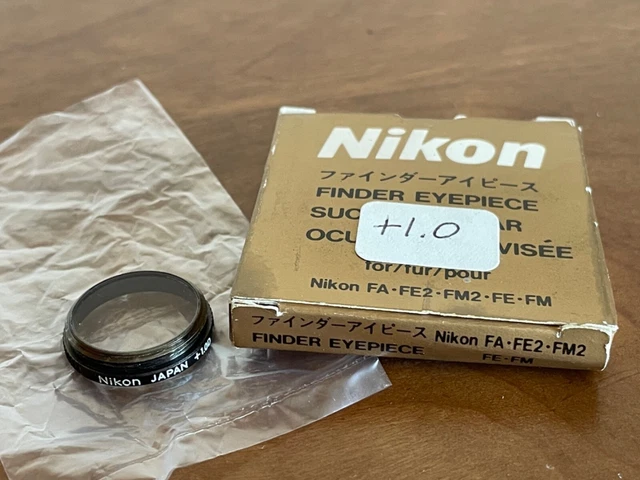 Nikon
ファインダーアイピース
FINDER EYEPIECE
+1.0
for/für/pour
Nikon FA·FE2·FM2·FE·FM
ファインダーアイピース Nikon FA·FE2·FM2
FINDER EYEPIECE FE·FM
Nikon JAPAN